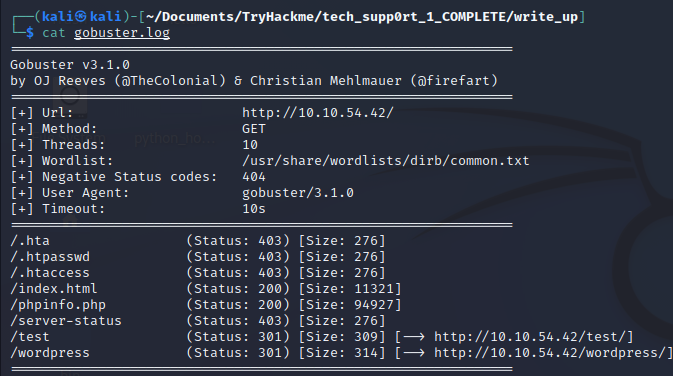 ┌──(kali㉿kali)-[~/Documents/TryHackme/tech_supp0rt_1_COMPLETE/write_up]
└─$ cat gobuster.log
===============================================================
Gobuster v3.1.0
by OJ Reeves (@TheColonial) & Christian Mehlmauer (@firefart)
===============================================================
[+] Url:                     http://10.10.54.42/
[+] Method:                  GET
[+] Threads:                 10
[+] Wordlist:                /usr/share/wordlists/dirb/common.txt
[+] Negative Status codes:   404
[+] User Agent:              gobuster/3.1.0
[+] Timeout:                 10s
===============================================================
/.hta                 (Status: 403) [Size: 276]
/.htpasswd            (Status: 403) [Size: 276]
/.htaccess            (Status: 403) [Size: 276]
/index.html           (Status: 200) [Size: 11321]
/phpinfo.php          (Status: 200) [Size: 94927]
/server-status        (Status: 403) [Size: 276]
/test                 (Status: 301) [Size: 309] [--> http://10.10.54.42/test/]
/wordpress            (Status: 301) [Size: 314] [--> http://10.10.54.42/wordpress/]
===============================================================